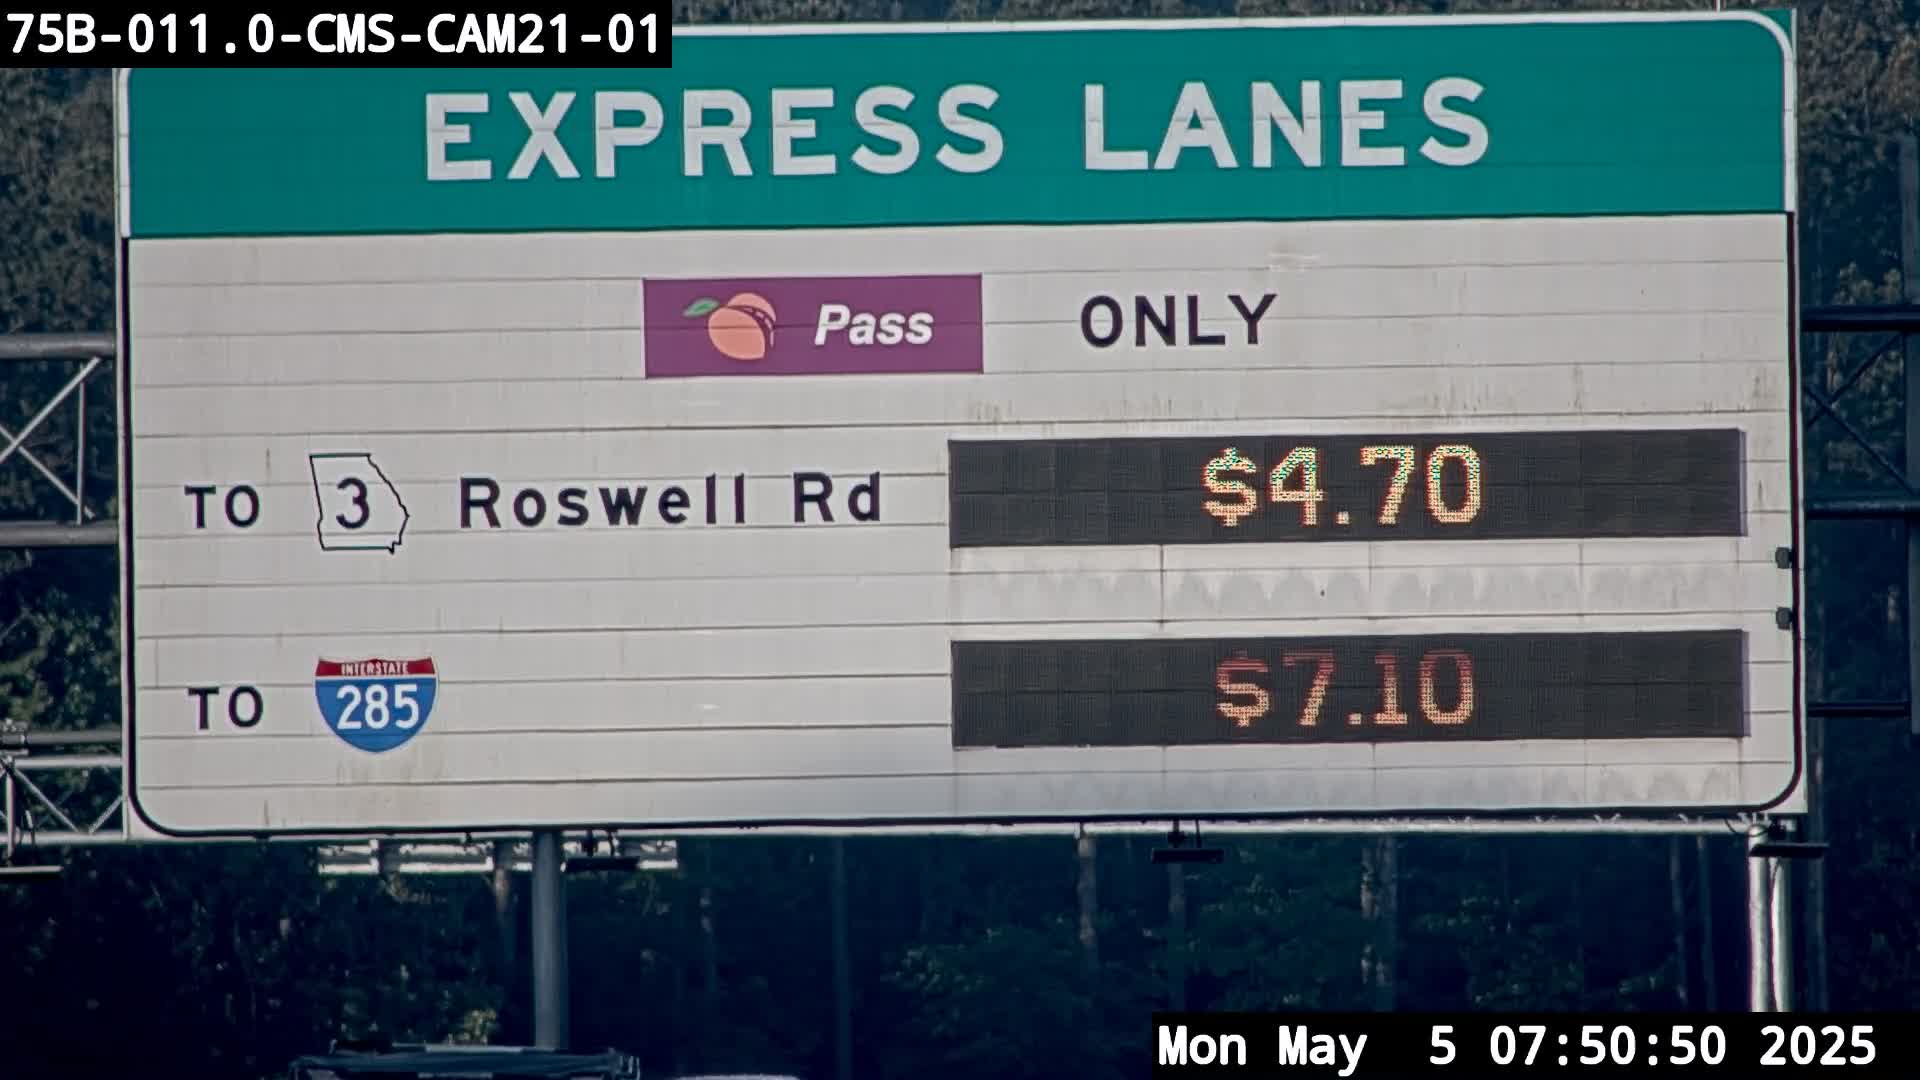 75B-011.0-CMS-CAM21-01
EXPRESS LANES
Pass ONLY
TO 3 Roswell Rd $4.70
INTERSTATE
TO 285 $7.10
Mon May 5 07:50:50 2025